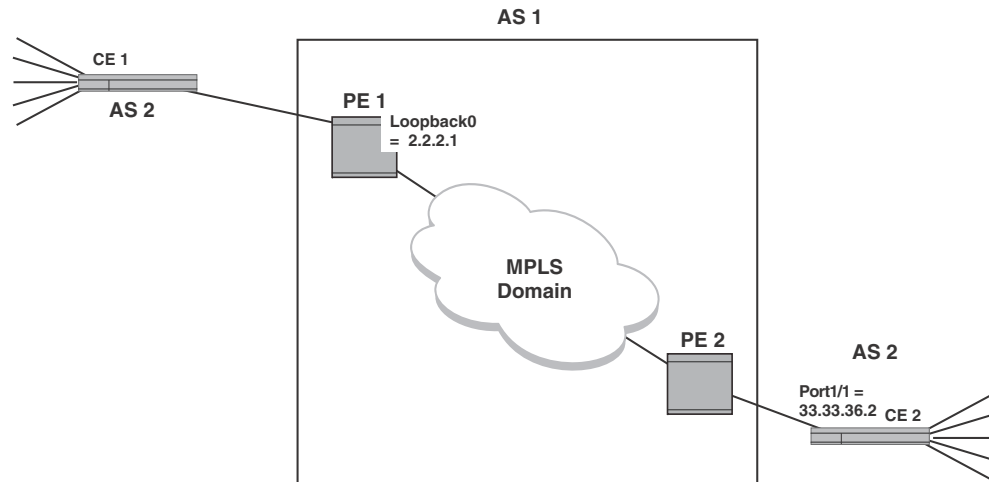 AS 1
CE 1
AS 2
PE 1
Loopback0
= 2.2.2.1
MPLS
Domain
PE 2
AS 2
Port1/1 =
33.33.36.2
CE 2